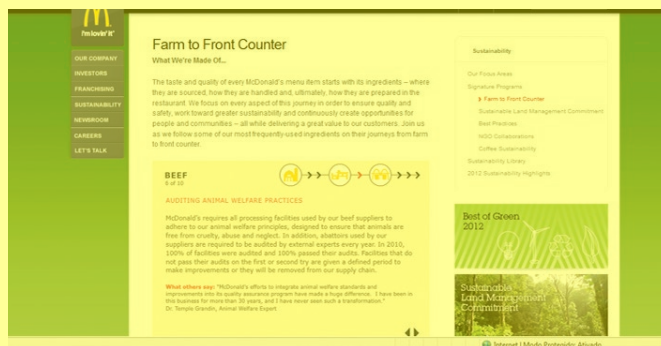 M
i'm lovin' it
OUR COMPANY
INVESTORS
FRANCHISING
SUSTAINABILITY
NEWSROOM
CAREERS
LET'S TALK
Farm to Front Counter
What We're Made Of...
The taste and quality of every McDonald's menu item starts with its ingredients – where
they are sourced, how they are handled and, ultimately, how they are prepared in the
restaurant. We focus on every aspect of this journey in order to ensure quality and
safety, work toward greater sustainability and continuously create opportunities for
people and communities – all while delivering a great value to our customers. Join us
as we follow some of our most frequently-used ingredients on their journeys from farm
to front counter.
BEEF
5 of 10
AUDITING ANIMAL WELFARE PRACTICES
McDonald's requires all processing facilities used by our beef suppliers to
adhere to our animal welfare principles, designed to ensure that animals are
free from cruelty, abuse and neglect. In addition, abattoirs used by our
suppliers are required to be audited by external experts every year. In 2010,
100% of facilities were audited and 100% passed their audits. Facilities that do
not pass their audits on the first or second try are given a defined period to
make improvements or they will be removed from our supply chain.
What others say: "McDonald's efforts to integrate animal welfare standards and
improvements into its quality assurance program have made a huge difference. I have been in
this business for more than 30 years, and I have never seen such a transformation."
Dr. Temple Grandin, Animal Welfare Expert
Sustainability
Our Focus Areas
Signature Programs
Farm to Front Counter
Sustainable Land Management Commitment
Best Practices
NGO Collaborations
Coffee Sustainability
Sustainability Library
2012 Sustainability Highlights
Best of Green
2012
Sustainable
Land Management
Commitment
Internet | Modo Protegido: Ativado